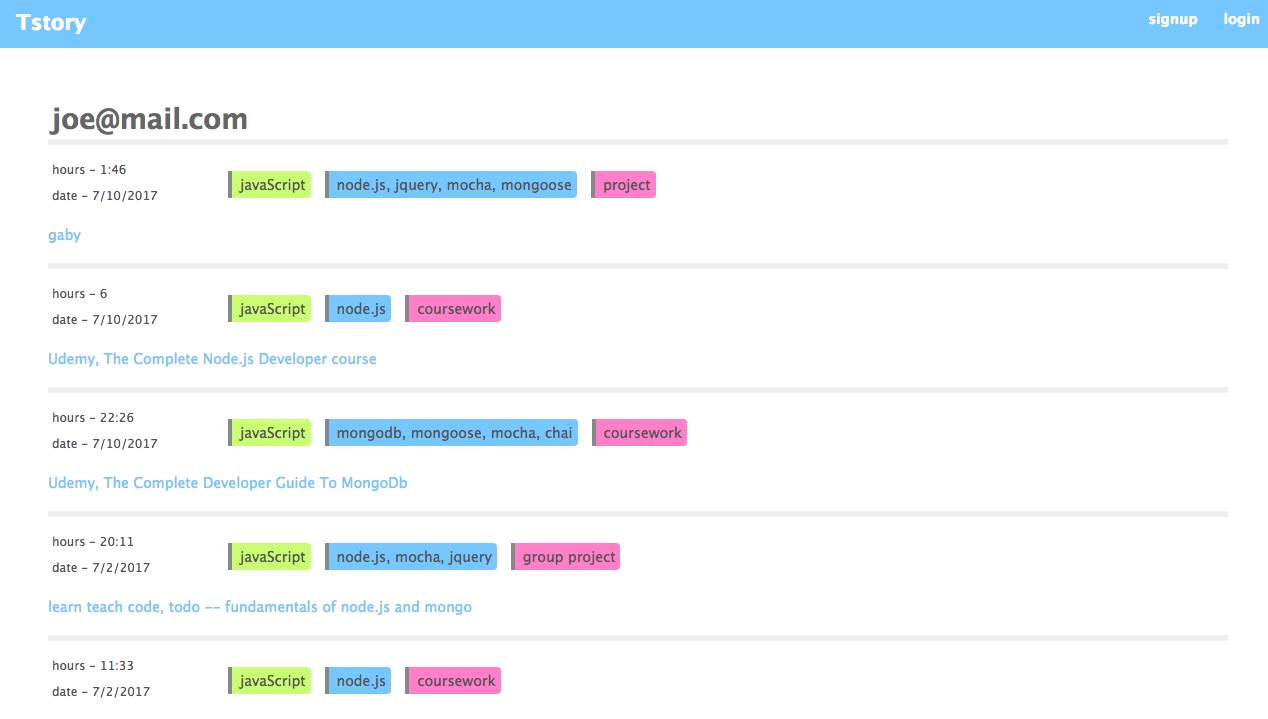 Tstory signup login
joe@mail.com
hours - 1:46
date - 7/10/2017
javaScript node.js, jquery, mocha, mongoose project
gaby
hours - 6
date - 7/10/2017
javaScript node.js coursework
Udemy, The Complete Node.js Developer course
hours - 22:26
date - 7/10/2017
javaScript mongodb, mongoose, mocha, chai coursework
Udemy, The Complete Developer Guide To MongoDb
hours - 20:11
date - 7/2/2017
javaScript node.js, mocha, jquery group project
learn teach code, todo -- fundamentals of node.js and mongo
hours - 11:33
date - 7/2/2017
javaScript node.js coursework